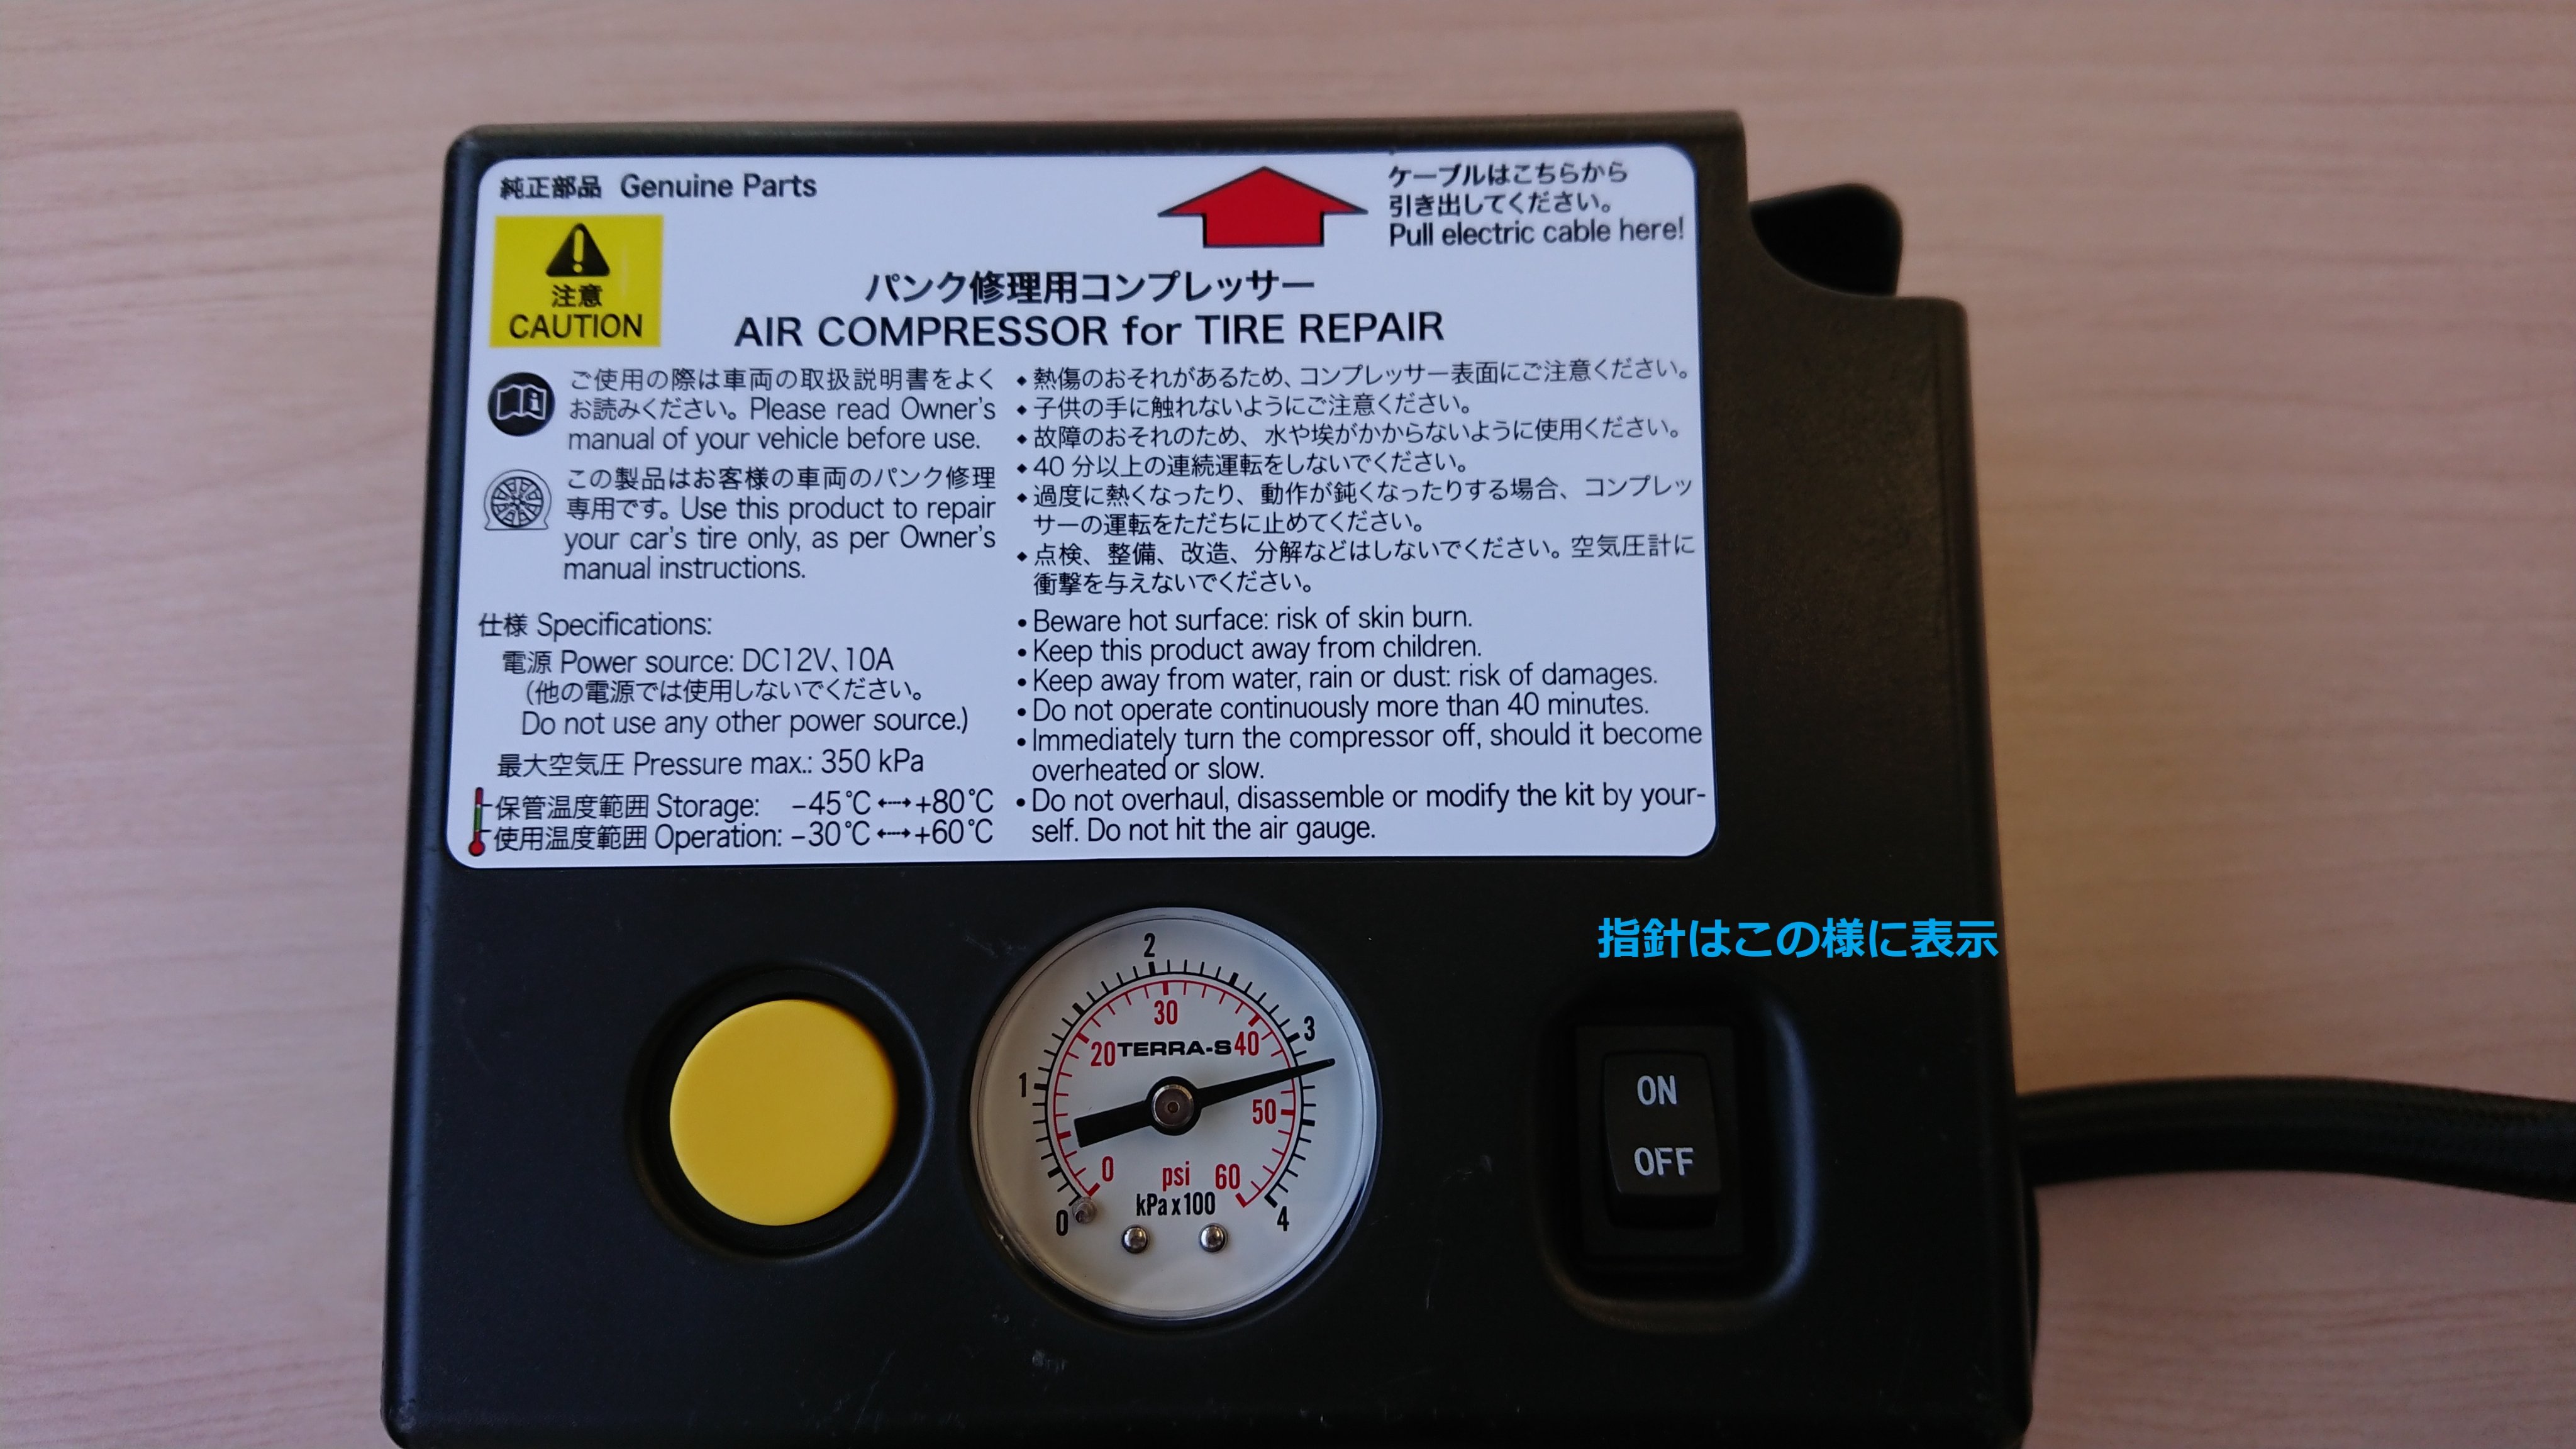 純正部品 Genuine Parts
ケーブルはこちらから
引き出してください。
Pull electric cable here!
注意
CAUTION
パンク修理用コンプレッサー
AIR COMPRESSOR for TIRE REPAIR
ご使用の際は車両の取扱説明書をよく
お読みください。Please read Owner's
manual of your vehicle before use.
この製品はお客様の車両のパンク修理
専用です。Use this product to repair
your car's tire only, as per Owner's
manual instructions.
仕様 Specifications:
電源 Power source: DC12V、10A
(他の電源では使用しないでください。
Do not use any other power source.)
最大空気圧 Pressure max.: 350 kPa
保管温度範囲 Storage: −45℃ ⟷ +80℃
使用温度範囲 Operation: −30℃ ⟷ +60℃
◆ 熱傷のおそれがあるため、コンプレッサー表面にご注意ください。
◆ 子供の手に触れないようにご注意ください。
◆ 故障のおそれのため、水や埃がかからないように使用ください。
◆ 40 分以上の連続運転をしないでください。
◆ 過度に熱くなったり、動作が鈍くなったりする場合、コンプレッ
サーの運転をただちに止めてください。
◆ 点検、整備、改造、分解などはしないでください。空気圧計に
衝撃を与えないでください。
• Beware hot surface: risk of skin burn.
• Keep this product away from children.
• Keep away from water, rain or dust: risk of damages.
• Do not operate continuously more than 40 minutes.
• Immediately turn the compressor off, should it become
overheated or slow.
• Do not overhaul, disassemble or modify the kit by your-
self. Do not hit the air gauge.
指針はこの様に表示
2
30
3
20 TERRA-S 40
1
50
0 psi 60
kPa x 100
0 4
ON
OFF